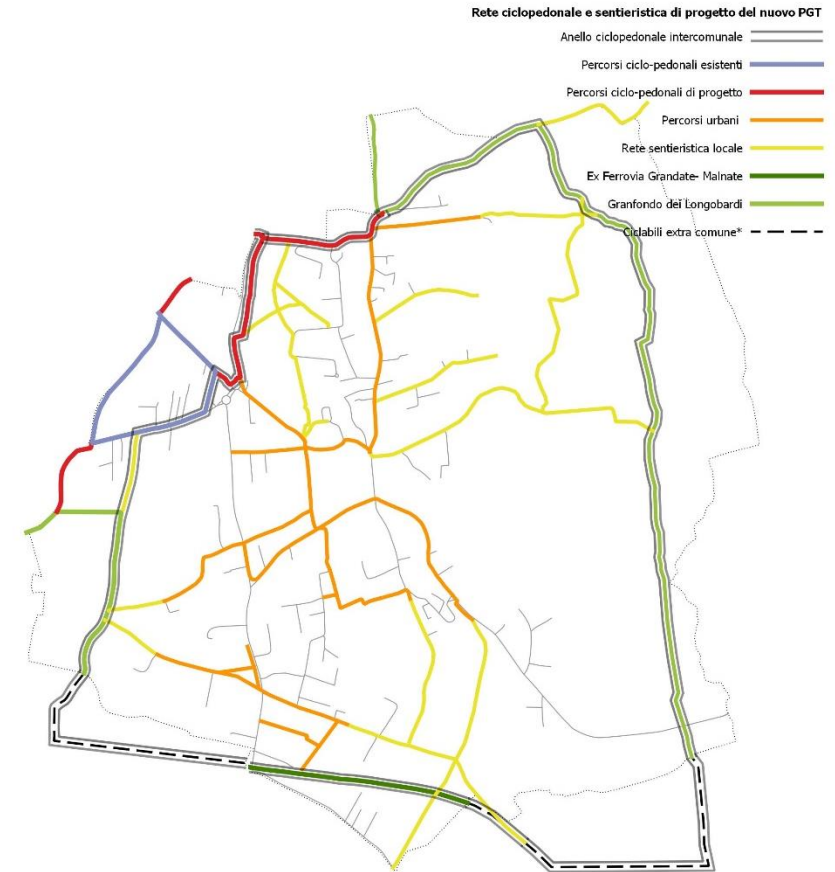 Rete ciclopedonale e sentieristica di progetto del nuovo PGT
Anello ciclopedonale intercomunale
Percorsi ciclo-pedonali esistenti
Percorsi ciclo-pedonali di progetto
Percorsi urbani
Rete sentieristica locale
Ex Ferrovia Grandate- Malnate
Granfondo dei Longobardi
Ciclabili extra comune*